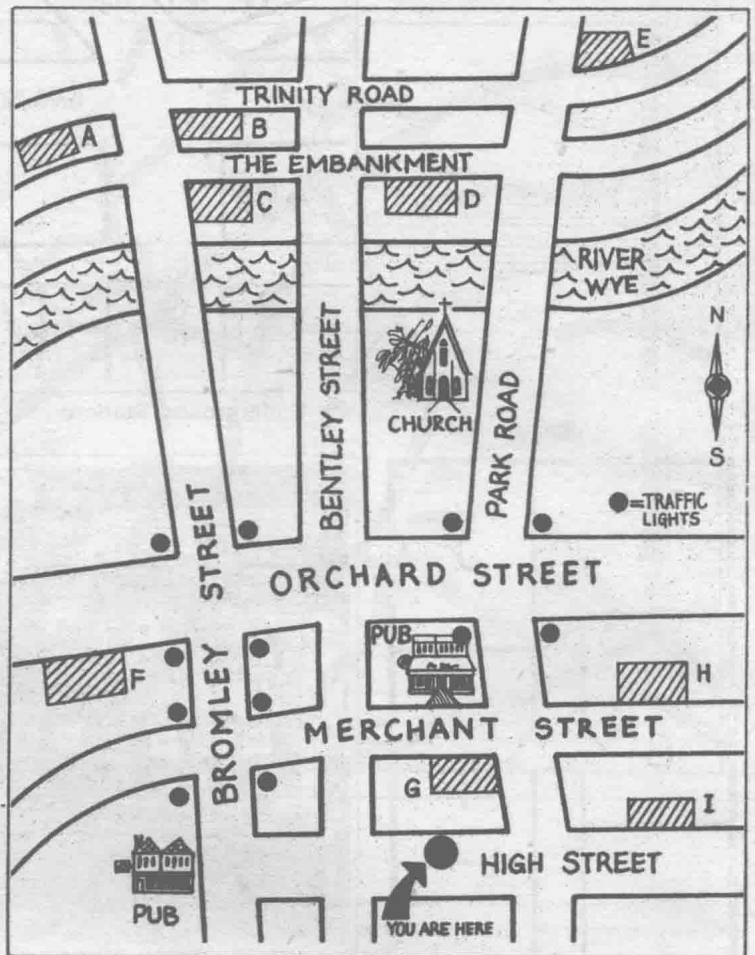 E
TRINITY ROAD
A
B
THE EMBANKMENT
C
D
RIVER
WYE
N
S
CHURCH
BENTLEY STREET
PARK ROAD
●=TRAFFIC
LIGHTS
BROMLEY STREET
ORCHARD STREET
PUB
F
H
MERCHANT STREET
G
I
HIGH STREET
PUB
YOU ARE HERE